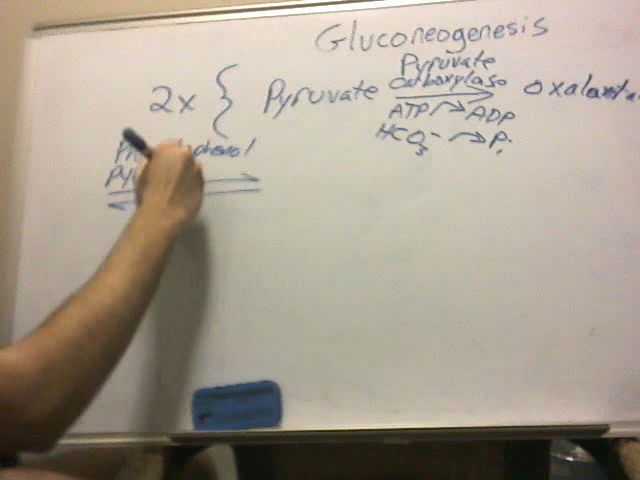 Gluconeogenesis
Pyruvate
carboxylase
2x { Pyruvate → oxalo
ATP → ADP
HCO₃⁻ → Pi